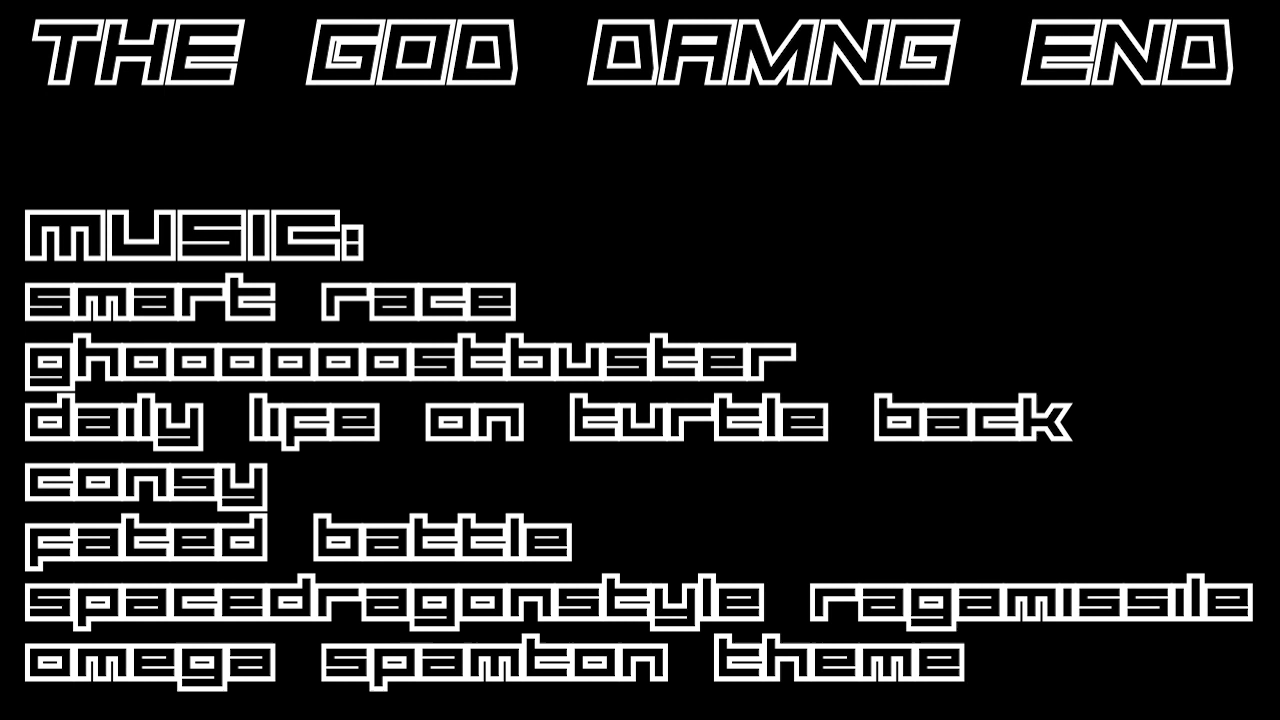 THE GOD DAMNG END
MUSIC:
smart race
ghooooooostbuster
daily life on turtle back
consy
fated battle
spacedragonstyle ragamissile
omega spamton theme